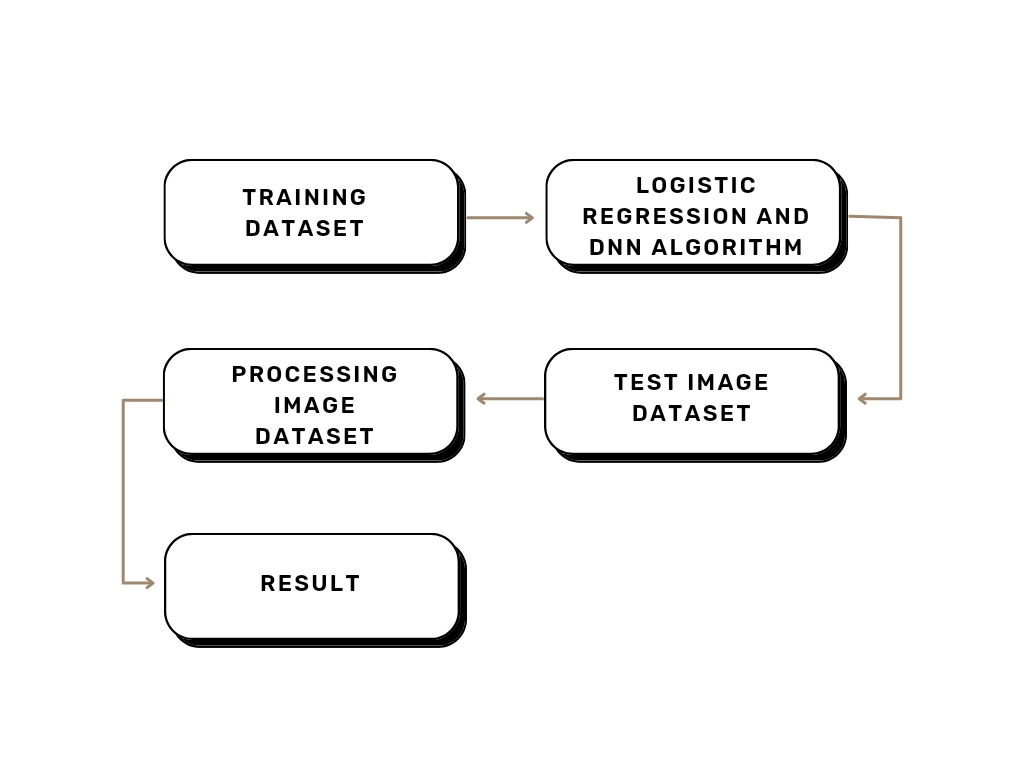 TRAINING
DATASET
LOGISTIC
REGRESSION AND
DNN ALGORITHM
TEST IMAGE
DATASET
PROCESSING
IMAGE
DATASET
RESULT